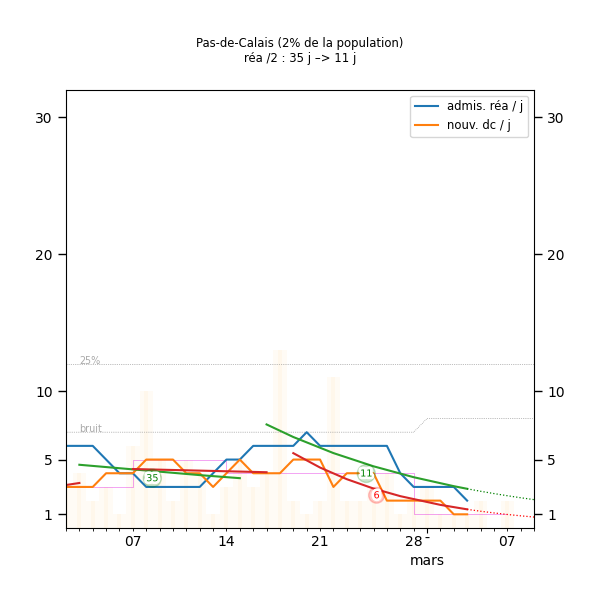 Pas-de-Calais (2% de la population)
réa /2 : 35 j –> 11 j
admis. réa / j
nouv. dc / j
30 30
20 20
25%
10 10
bruit
5 5
35
11
6
1 1
07 14 21 28 07
mars